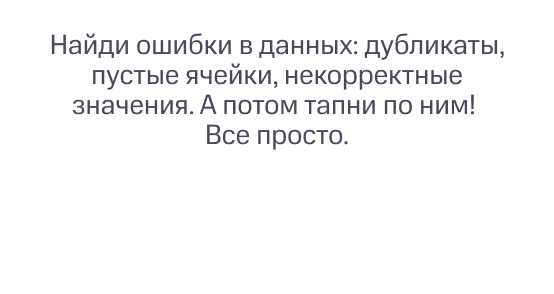 Найди ошибки в данных: дубликаты,
пустые ячейки, некорректные
значения. А потом тапни по ним!
Все просто.